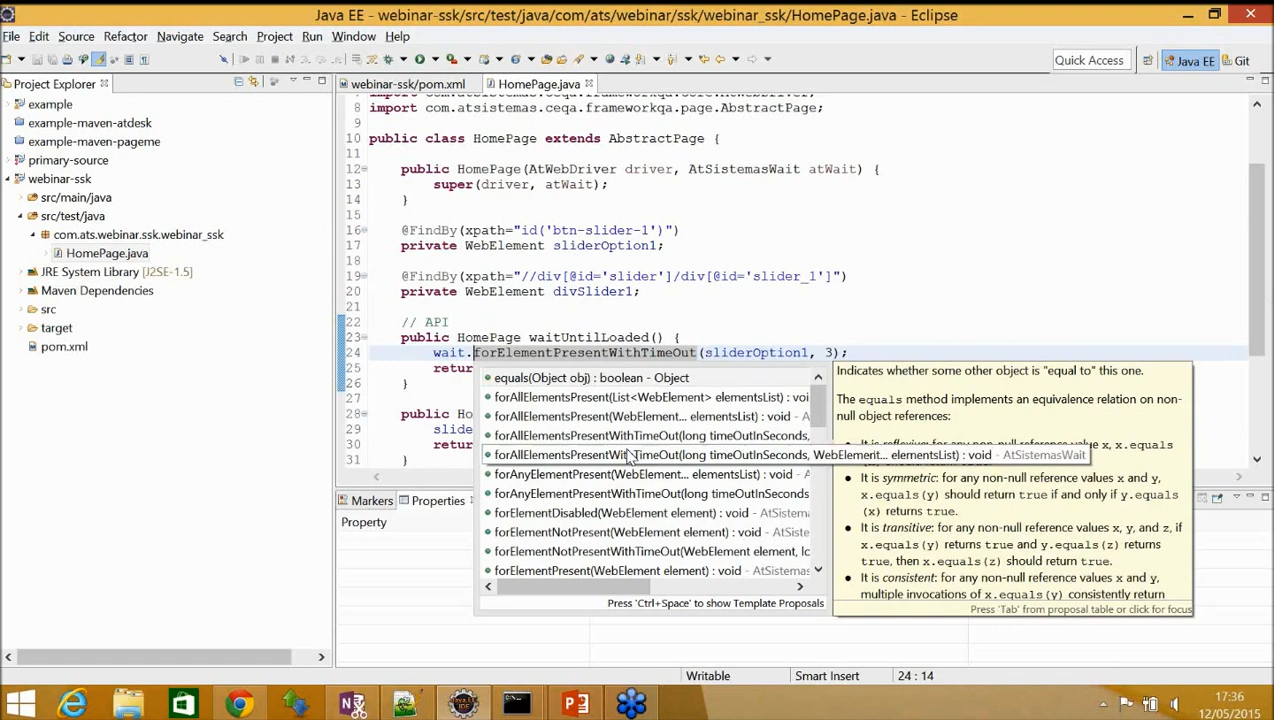 Java EE - webinar-ssk/src/test/java/com/ats/webinar/ssk/webinar_ssk/HomePage.java - Eclipse
File Edit Source Refactor Navigate Search Project Run Window Help
Quick Access
Java EE
Git
Project Explorer
example
example-maven-atdesk
example-maven-pageme
primary-source
webinar-ssk
src/main/java
src/test/java
com.ats.webinar.ssk.webinar_ssk
HomePage.java
JRE System Library [J2SE-1.5]
Maven Dependencies
src
target
pom.xml
webinar-ssk/pom.xml
HomePage.java
8 import com.atsistemas.ceqa.frameworkqa.page.AbstractPage;
9
10 public class HomePage extends AbstractPage {
11
12 public HomePage(AtWebDriver driver, AtSistemasWait atWait) {
13 super(driver, atWait);
14 }
15
16 @FindBy(xpath="id('btn-slider-1')")
17 private WebElement sliderOption1;
18
19 @FindBy(xpath="//div[@id='slider']/div[@id='slider_1']")
20 private WebElement divSlider1;
21
22 // API
23 public HomePage waitUntilLoaded() {
24 wait.forElementPresentWithTimeOut(sliderOption1, 3);
25 retur
26 }
27
28 public Ho
29 slide
30 retur
31 }
equals(Object obj) : boolean - Object
forAllElementsPresent(List<WebElement> elementsList) : voi
forAllElementsPresent(WebElement... elementsList) : void - A
forAllElementsPresentWithTimeOut(long timeOutInSeconds,
forAllElementsPresentWithTimeOut(long timeOutInSeconds, WebElement... elementsList) : void - AtSistemasWait
forAnyElementPresent(WebElement... elementsList) : void - A
forAnyElementPresentWithTimeOut(long timeOutInSeconds
forElementDisabled(WebElement element) : void - AtSistema
forElementNotPresent(WebElement element) : void - AtSiste
forElementNotPresentWithTimeOut(WebElement element, lo
forElementPresent(WebElement element) : void - AtSistemas
Press 'Ctrl+Space' to show Template Proposals
Indicates whether some other object is "equal to" this one.
The equals method implements an equivalence relation on non-
null object references:
x.equals
It is symmetric: for any non-null reference values x and y,
x.equals(y) should return true if and only if y.equals
(x) returns true.
It is transitive: for any non-null reference values x, y, and z, if
x.equals(y) returns true and y.equals(z) returns
true, then x.equals(z) should return true.
It is consistent: for any non-null reference values x and y,
multiple invocations of x.equals(y) consistently return
Press 'Tab' from proposal table or click for focus
Markers
Properties
Property
Writable
Smart Insert
24 : 14
17:36
12/05/2015